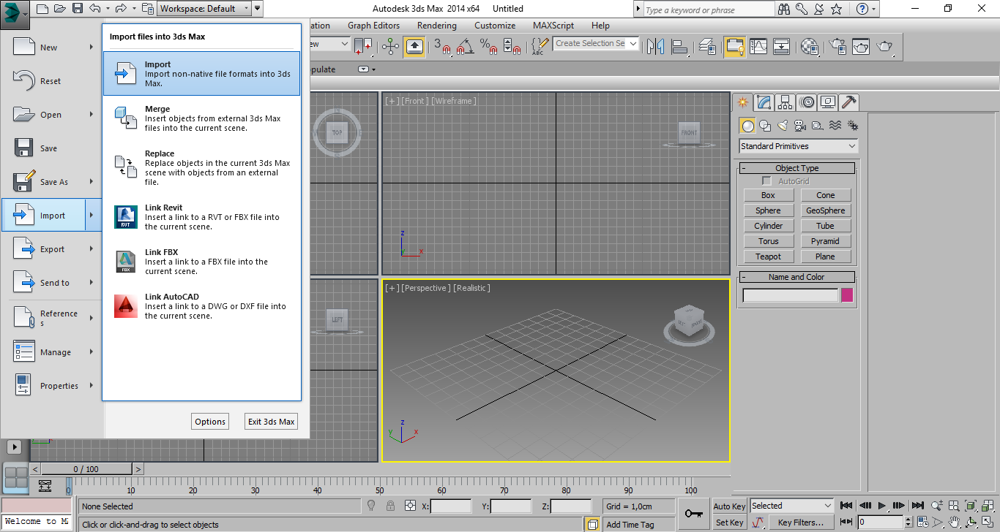 Workspace: Default
Autodesk 3ds Max 2014 x64 Untitled
Type a keyword or phrase
ation Graph Editors Rendering Customize MAXScript Help
ew
3
%
ABC
Create Selection Se
opulate
New
Reset
Open
Save
Save As
Import
Export
Send to
Reference
s
Manage
Properties
Import files into 3ds Max
Import
Import non-native file formats into 3ds
Max.
Merge
Insert objects from external 3ds Max
files into the current scene.
Replace
Replace objects in the current 3ds Max
scene with objects from an external
file.
RVT
Link Revit
Insert a link to a RVT or FBX file into
the current scene.
FBX
Link FBX
Insert a link to a FBX file into the
current scene.
Link AutoCAD
Insert a link to a DWG or DXF file into
the current scene.
Options Exit 3ds Max
TOP
[+] [Front] [Wireframe]
FRONT
z
x
LEFT
[+] [Perspective] [Realistic]
z
y x
Standard Primitives
- Object Type
AutoGrid
Box Cone
Sphere GeoSphere
Cylinder Tube
Torus Pyramid
Teapot Plane
- Name and Color
< 0 / 100 >
0 10 20 30 40 50 60 70 80 90 100
None Selected X: Y: Z: Grid = 1,0cm Auto Key Selected
Welcome to M
Click or click-and-drag to select objects Add Time Tag Set Key Key Filters... 0